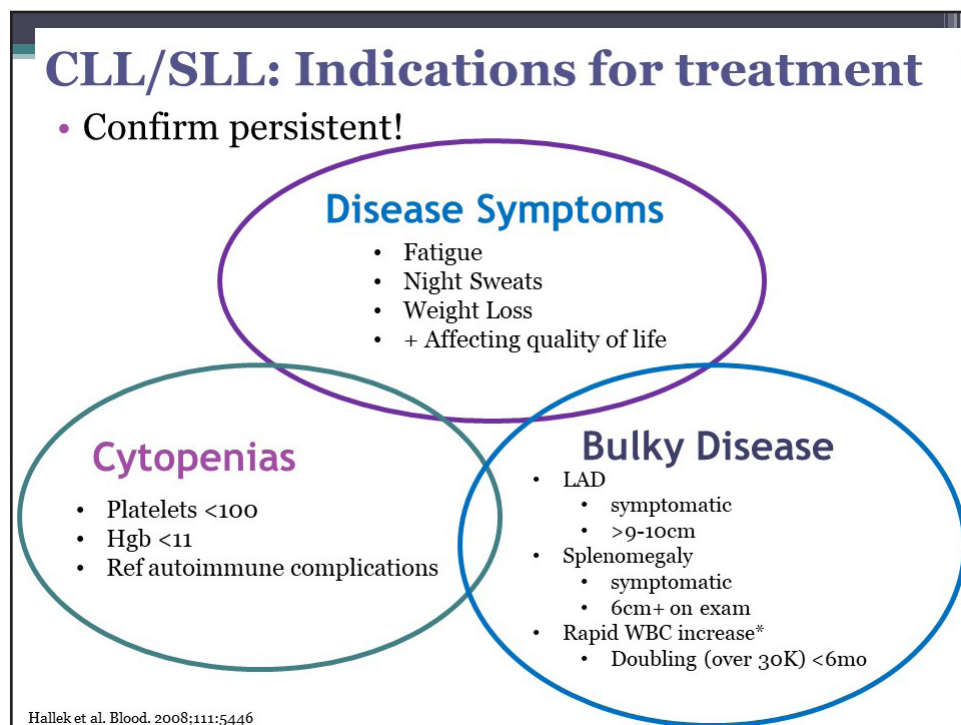 CLL/SLL: Indications for treatment
• Confirm persistent!
Disease Symptoms
• Fatigue
• Night Sweats
• Weight Loss
• + Affecting quality of life
Cytopenias
• Platelets <100
• Hgb <11
• Ref autoimmune complications
Bulky Disease
• LAD
• symptomatic
• >9-10cm
• Splenomegaly
• symptomatic
• 6cm+ on exam
• Rapid WBC increase*
• Doubling (over 30K) <6mo
Hallek et al. Blood. 2008;111:5446